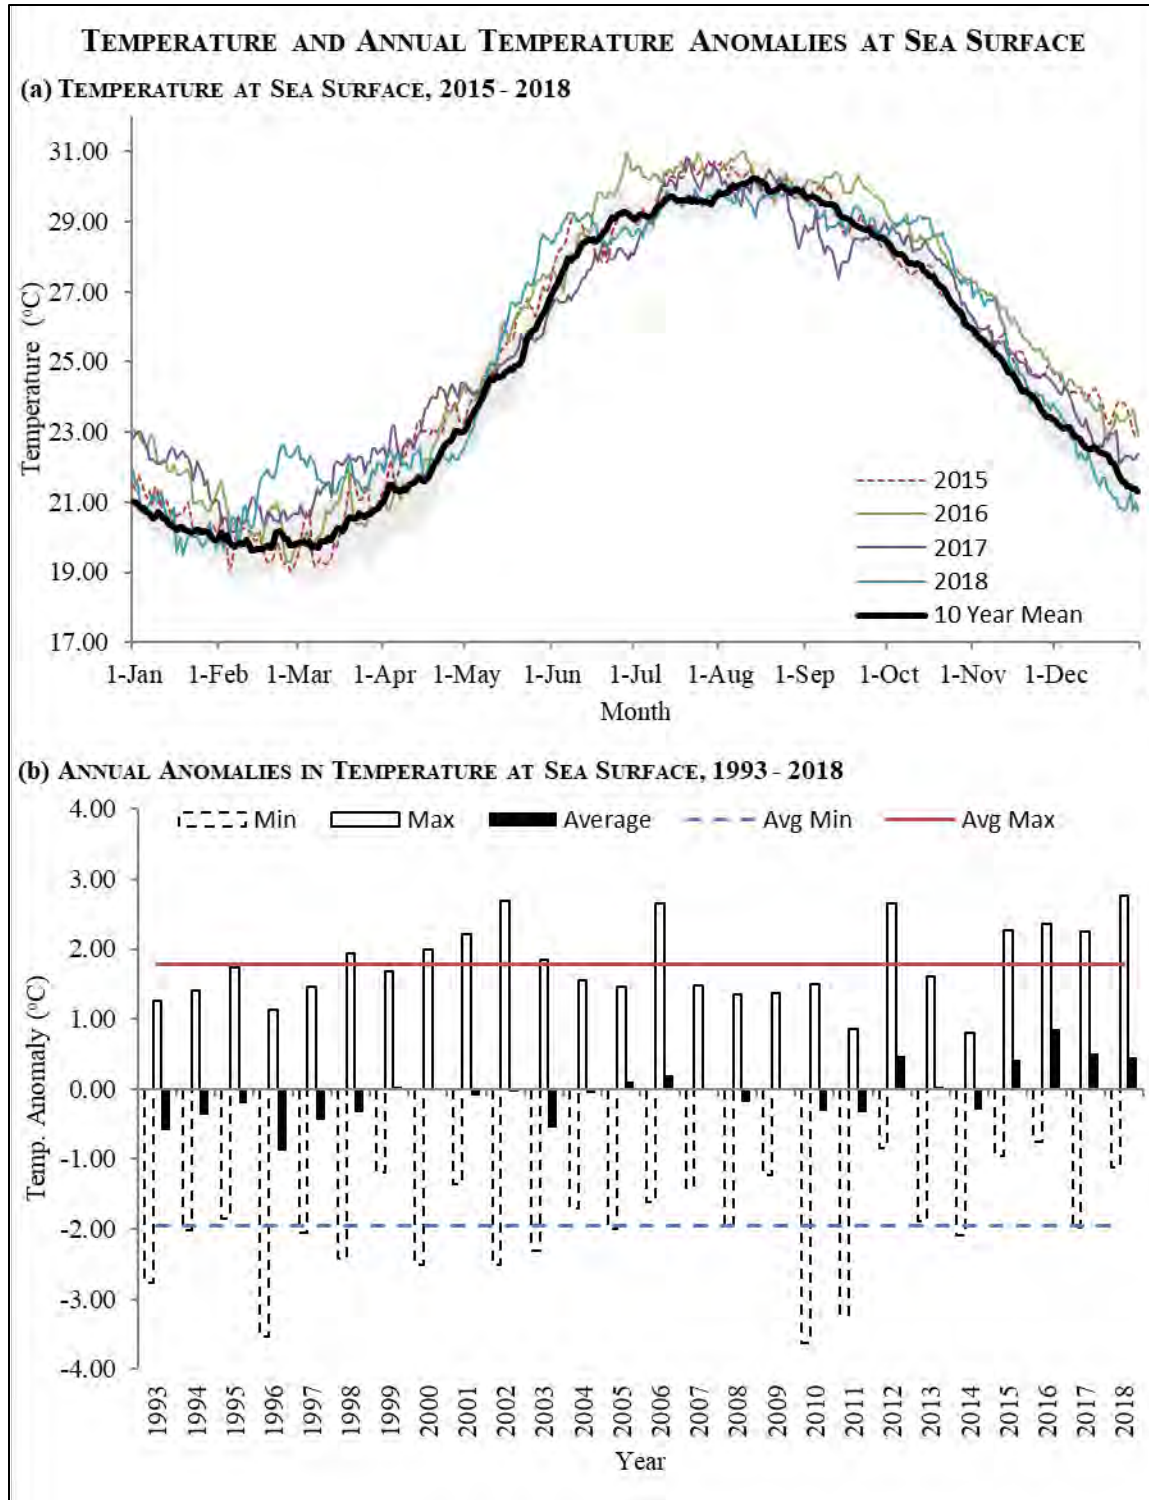 TEMPERATURE AND ANNUAL TEMPERATURE ANOMALIES AT SEA SURFACE
(a) TEMPERATURE AT SEA SURFACE, 2015 - 2018
31.00
29.00
27.00
25.00
23.00
21.00
19.00
17.00
Temperature (°C)
2015
2016
2017
2018
10 Year Mean
1-Jan 1-Feb 1-Mar 1-Apr 1-May 1-Jun 1-Jul 1-Aug 1-Sep 1-Oct 1-Nov 1-Dec
Month
(b) ANNUAL ANOMALIES IN TEMPERATURE AT SEA SURFACE, 1993 - 2018
Min Max Average Avg Min Avg Max
4.00
3.00
2.00
1.00
0.00
-1.00
-2.00
-3.00
-4.00
Temp. Anomaly (°C)
1993 1994 1995 1996 1997 1998 1999 2000 2001 2002 2003 2004 2005 2006 2007 2008 2009 2010 2011 2012 2013 2014 2015 2016 2017 2018
Year